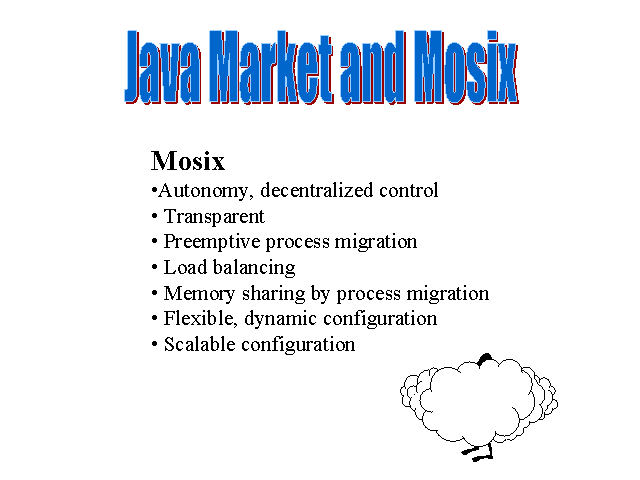 Java Market and Mosix
Mosix
•Autonomy, decentralized control
• Transparent
• Preemptive process migration
• Load balancing
• Memory sharing by process migration
• Flexible, dynamic configuration
• Scalable configuration